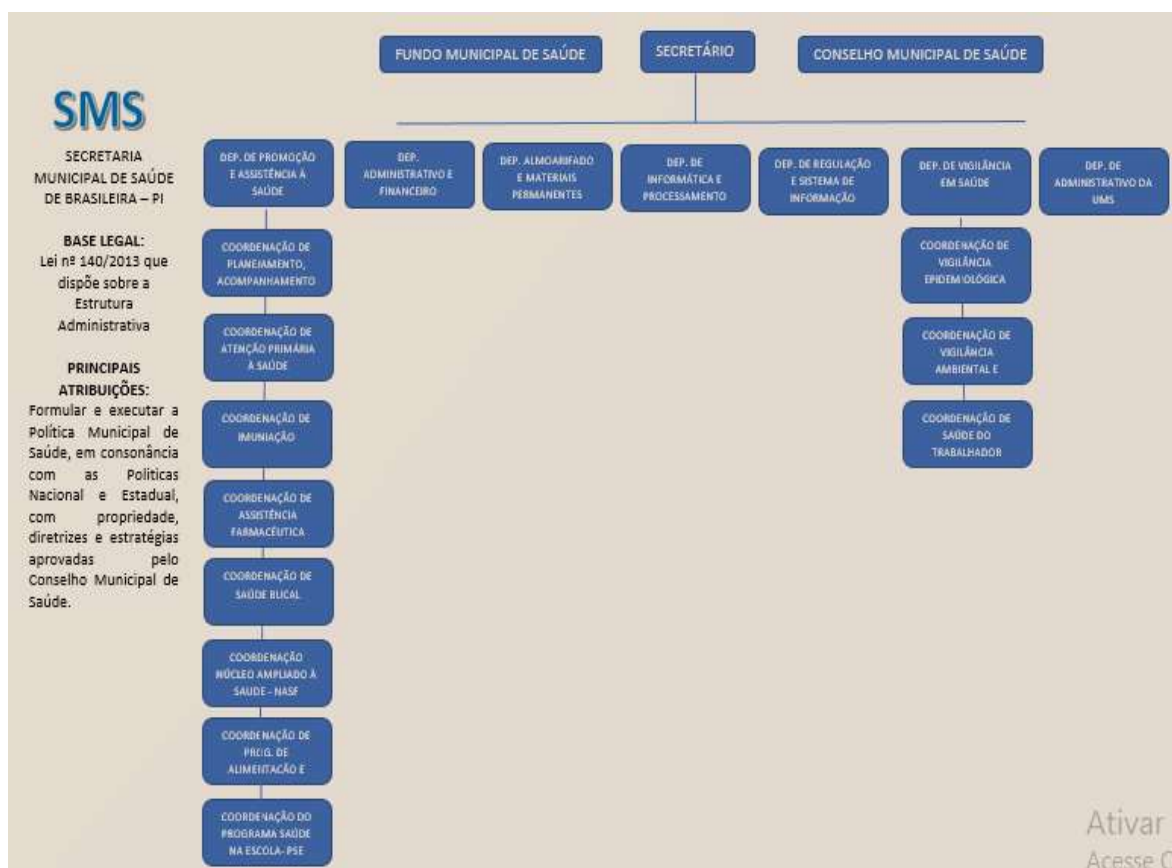 FUNDO MUNICIPAL DE SAÚDE
SECRETÁRIO
CONSELHO MUNICIPAL DE SAÚDE
SMS
SECRETARIA
MUNICIPAL DE SAÚDE
DE BRASILEIRA – PI
BASE LEGAL:
Lei nº 140/2013 que
dispõe sobre a
Estrutura
Administrativa
PRINCIPAIS
ATRIBUIÇÕES:
Formular e executar a
Política Municipal de
Saúde, em consonância
com as Políticas
Nacional e Estadual,
com propriedade,
diretrizes e estratégias
aprovadas pelo
Conselho Municipal de
Saúde.
DEP. DE PROMOÇÃO
E ASSISTÊNCIA À
SAÚDE
DEP.
ADMINISTRATIVO E
FINANCEIRO
DEP. ALMOARIFADO
E MATERIAIS
PERMANENTES
DEP. DE
INFORMÁTICA E
PROCESSAMENTO
DEP. DE REGULAÇÃO
E SISTEMA DE
INFORMAÇÃO
DEP. DE VIGILÂNCIA
EM SAÚDE
DEP. DE
ADMINISTRATIVO DA
UMS
COORDENAÇÃO DE
PLANEJAMENTO,
ACOMPANHAMENTO
COORDENAÇÃO DE
ATENÇÃO PRIMÁRIA
À SAÚDE
COORDENAÇÃO DE
IMUNIAÇÃO
COORDENAÇÃO DE
ASSISTÊNCIA
FARMACÊUTICA
COORDENAÇÃO DE
SAÚDE BUCAL
COORDENAÇÃO
NÚCLEO AMPLIADO À
SAUDE - NASF
COORDENAÇÃO DE
PROG. DE
ALIMENTAÇÃO E
COORDENAÇÃO DO
PROGRAMA SAÚDE
NA ESCOLA- PSE
COORDENAÇÃO DE
VIGILÂNCIA
EPIDEMIOLÓGICA
COORDENAÇÃO DE
VIGILÂNCIA
AMBIENTAL E
COORDENAÇÃO DE
SAÚDE DO
TRABALHADOR
Ativar
Acesse C